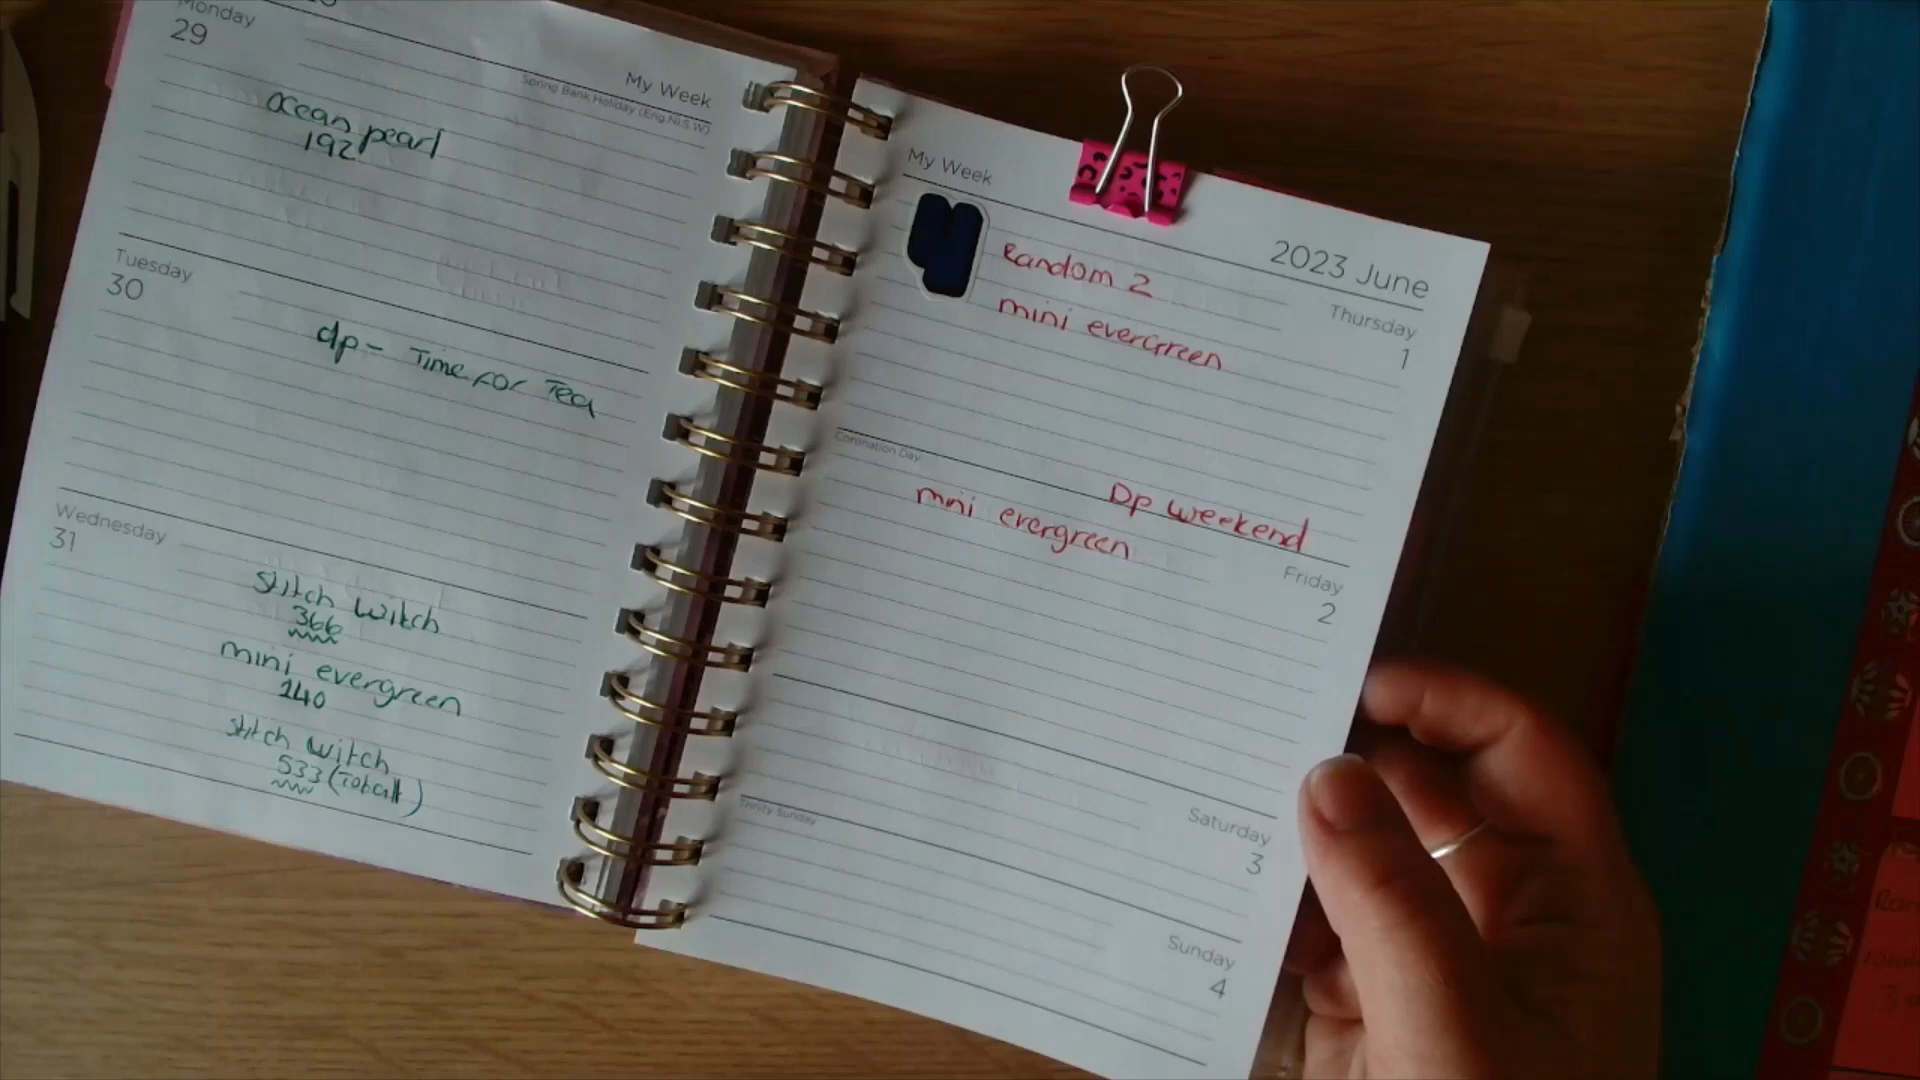 Monday
29
My Week
Spring Bank Holiday (Eng.NI.S.W)
ocean pearl
192
Tuesday
30
dp - Time for Tea
Wednesday
31
stitch witch
366
mini evergreen
140
stitch witch
533 (Total)
My Week
2023 June
Thursday
1
Random 2
mini evergreen
Coronation Day
Dp weekend
Friday
2
mini evergreen
Saturday
3
Trinity Sunday
Sunday
4